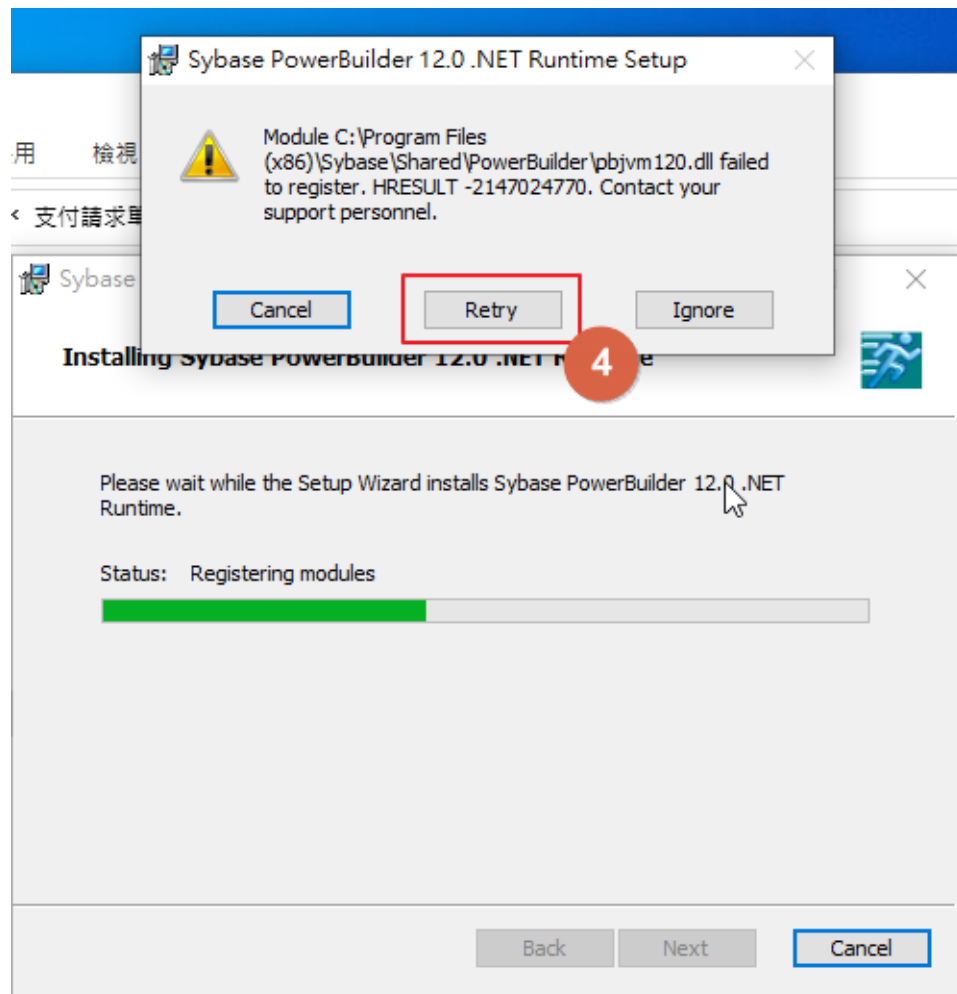 Sybase PowerBuilder 12.0 .NET Runtime Setup
Module C:\Program Files
(x86)\Sybase\Shared\PowerBuilder\pbjvm120.dll failed
to register. HRESULT -2147024770. Contact your
support personnel.
用 檢視
支付請求單
Cancel Retry Ignore
Sybase
4
Installing Sybase PowerBuilder 12.0 .NET
Please wait while the Setup Wizard installs Sybase PowerBuilder 12.0 .NET
Runtime.
Status: Registering modules
Back Next Cancel